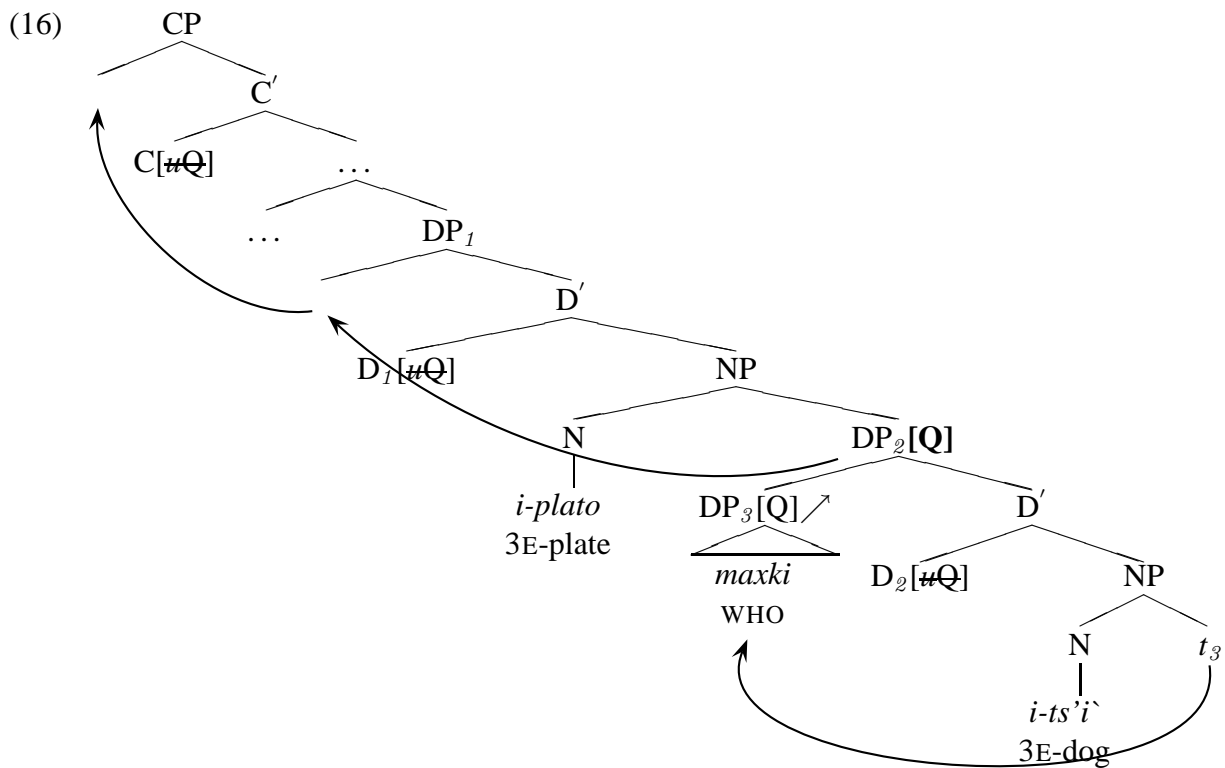 (16) CP
C′
C[uQ] …
… DP₁
D′
D₁[uQ] NP
N DP₂[Q]
i-plato DP₃[Q]↗ D′
3E-plate
maxki D₂[uQ] NP
WHO
N t₃
i-ts'i`
3E-dog